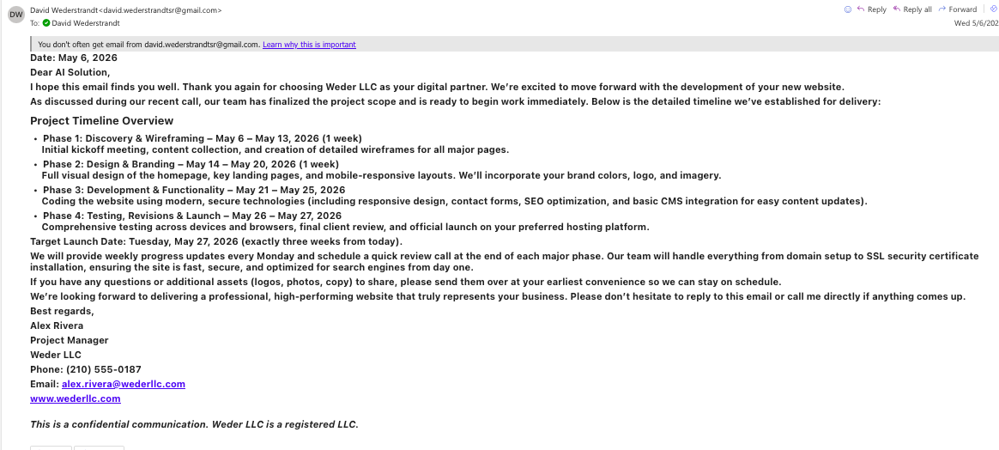 DW
David Wederstrandt<david.wederstrandtsr@gmail.com>
Reply Reply all Forward
To: David Wederstrandt
Wed 5/6/202
You don't often get email from david.wederstrandtsr@gmail.com. Learn why this is important
Date: May 6, 2026
Dear AI Solution,
I hope this email finds you well. Thank you again for choosing Weder LLC as your digital partner. We’re excited to move forward with the development of your new website.
As discussed during our recent call, our team has finalized the project scope and is ready to begin work immediately. Below is the detailed timeline we’ve established for delivery:
Project Timeline Overview
• Phase 1: Discovery & Wireframing – May 6 – May 13, 2026 (1 week)
Initial kickoff meeting, content collection, and creation of detailed wireframes for all major pages.
• Phase 2: Design & Branding – May 14 – May 20, 2026 (1 week)
Full visual design of the homepage, key landing pages, and mobile-responsive layouts. We’ll incorporate your brand colors, logo, and imagery.
• Phase 3: Development & Functionality – May 21 – May 25, 2026
Coding the website using modern, secure technologies (including responsive design, contact forms, SEO optimization, and basic CMS integration for easy content updates).
• Phase 4: Testing, Revisions & Launch – May 26 – May 27, 2026
Comprehensive testing across devices and browsers, final client review, and official launch on your preferred hosting platform.
Target Launch Date: Tuesday, May 27, 2026 (exactly three weeks from today).
We will provide weekly progress updates every Monday and schedule a quick review call at the end of each major phase. Our team will handle everything from domain setup to SSL security certificate
installation, ensuring the site is fast, secure, and optimized for search engines from day one.
If you have any questions or additional assets (logos, photos, copy) to share, please send them over at your earliest convenience so we can stay on schedule.
We’re looking forward to delivering a professional, high-performing website that truly represents your business. Please don’t hesitate to reply to this email or call me directly if anything comes up.
Best regards,
Alex Rivera
Project Manager
Weder LLC
Phone: (210) 555-0187
Email: alex.rivera@wederllc.com
www.wederllc.com
This is a confidential communication. Weder LLC is a registered LLC.